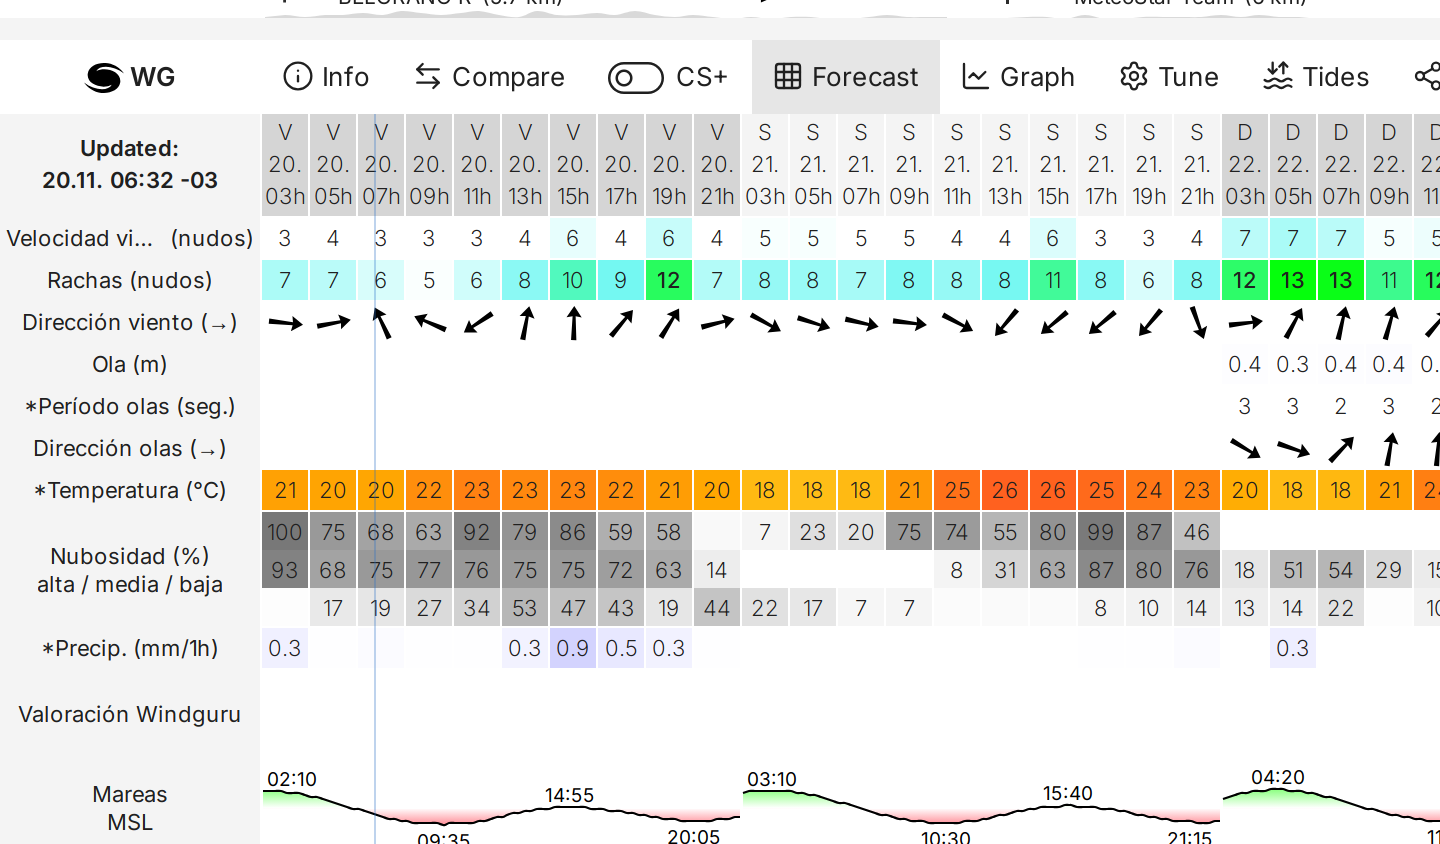 WG Info Compare CS+ Forecast Graph Tune Tides
Updated:
20.11. 06:32 -03
V V V V V V V V V V S S S S S S S S S S D D D D D
20. 20. 20. 20. 20. 20. 20. 20. 20. 20. 21. 21. 21. 21. 21. 21. 21. 21. 21. 21. 22. 22. 22. 22.
03h 05h 07h 09h 11h 13h 15h 17h 19h 21h 03h 05h 07h 09h 11h 13h 15h 17h 19h 21h 03h 05h 07h 09h
Velocidad vi... (nudos) 3 4 3 3 3 4 6 4 6 4 5 5 5 5 4 4 6 3 3 4 7 7 7 5 5
Rachas (nudos) 7 7 6 5 6 8 10 9 12 7 8 8 7 8 8 8 11 8 6 8 12 13 13 11 12
Dirección viento (→)
Ola (m) 0.4 0.3 0.4 0.4
*Período olas (seg.) 3 3 2 3 2
Dirección olas (→)
*Temperatura (°C) 21 20 20 22 23 23 23 22 21 20 18 18 18 21 25 26 26 25 24 23 20 18 18 21
100 75 68 63 92 79 86 59 58 7 23 20 75 74 55 80 99 87 46
Nubosidad (%)
alta / media / baja
93 68 75 77 76 75 75 72 63 14 8 31 63 87 80 76 18 51 54 29
17 19 27 34 53 47 43 19 44 22 17 7 7 8 10 14 13 14 22
*Precip. (mm/1h) 0.3 0.3 0.9 0.5 0.3 0.3
Valoración Windguru
Mareas
MSL
02:10 14:55 03:10 15:40 04:20
09:35 20:05 10:30 21:15